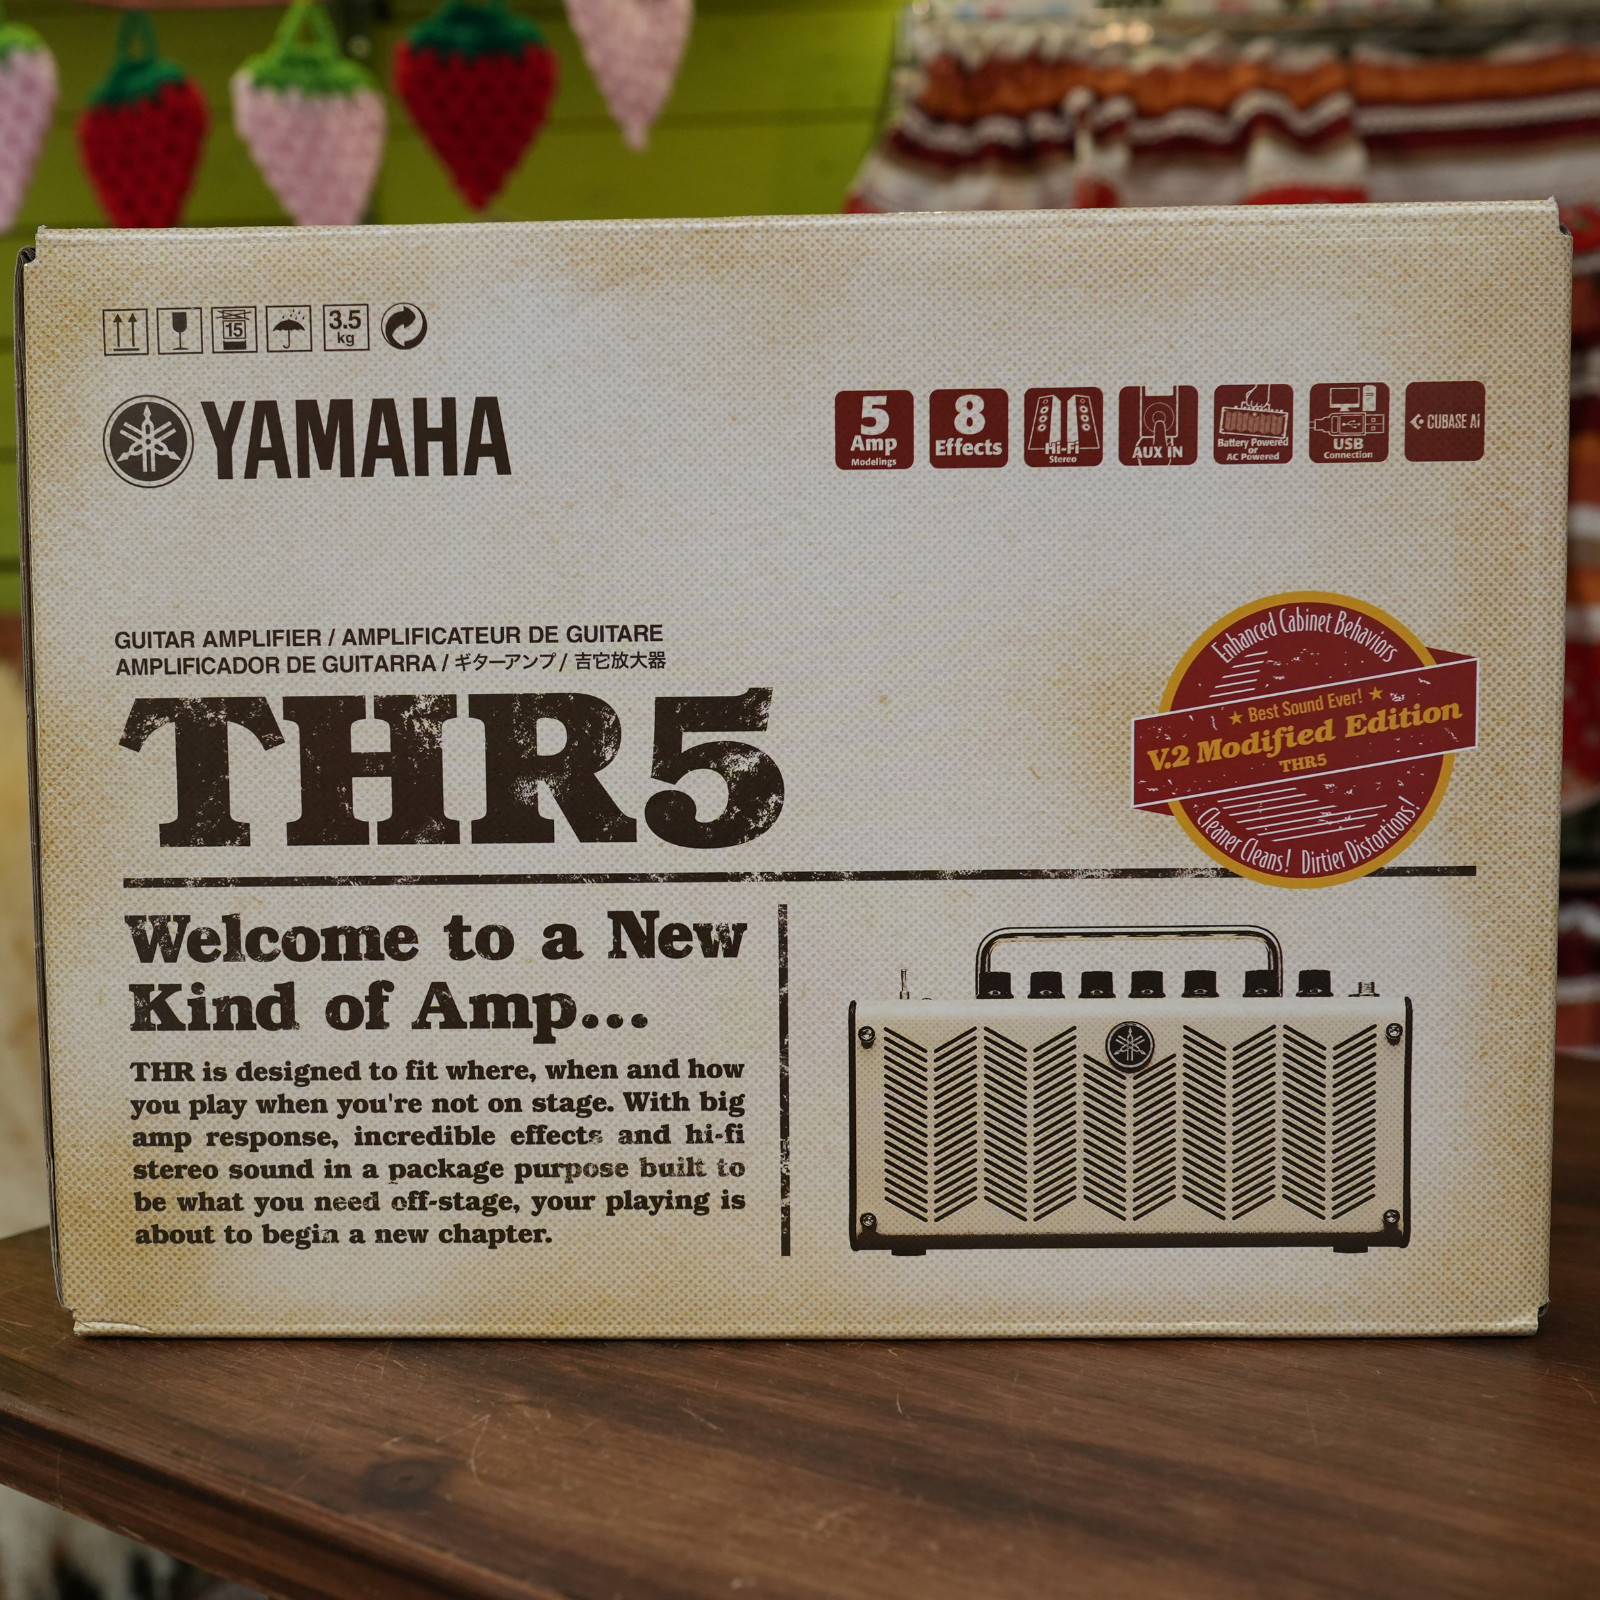 15
3.5
kg
YAMAHA
5
Amp
Modelings
8
Effects
Hi-Fi
Stereo
AUX IN
Battery Powered
or
AC Powered
USB
Connection
CUBASE AI
GUITAR AMPLIFIER / AMPLIFICATEUR DE GUITARE
AMPLIFICADOR DE GUITARRA / ギターアンプ / 吉它放大器
THR5
Enhanced Cabinet Behaviors
★ Best Sound Ever! ★
V.2 Modified Edition
THR5
Cleaner Cleans! Dirtier Distortions!
Welcome to a New
Kind of Amp...
THR is designed to fit where, when and how
you play when you're not on stage. With big
amp response, incredible effects and hi-fi
stereo sound in a package purpose built to
be what you need off-stage, your playing is
about to begin a new chapter.